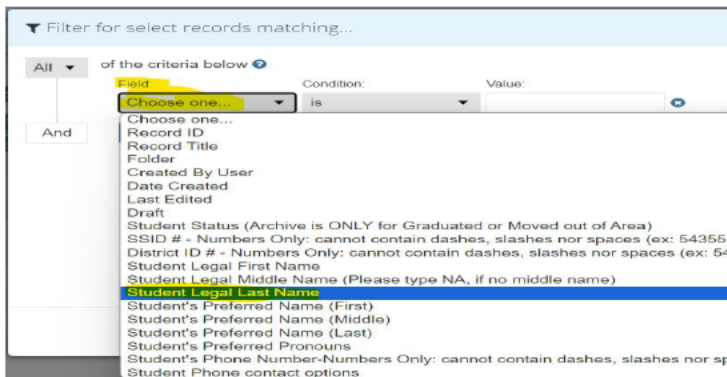 Filter for select records matching...
All of the criteria below
Field: Condition: Value:
Choose one... is
And
Choose one...
Record ID
Record Title
Folder
Created By User
Date Created
Last Edited
Draft
Student Status (Archive is ONLY for Graduated or Moved out of Area)
SSID # - Numbers Only: cannot contain dashes, slashes nor spaces (ex: 54355
District ID # - Numbers Only: cannot contain dashes, slashes nor spaces (ex: 54
Student Legal First Name
Student Legal Middle Name (Please type NA, if no middle name)
Student Legal Last Name
Student's Preferred Name (First)
Student's Preferred Name (Middle)
Student's Preferred Name (Last)
Student's Preferred Pronouns
Student's Phone Number-Numbers Only: cannot contain dashes, slashes nor sp
Student Phone contact options